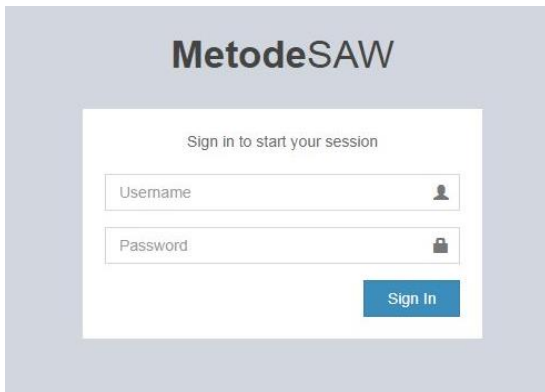 MetodeSAW
Sign in to start your session
Username
Password
Sign In